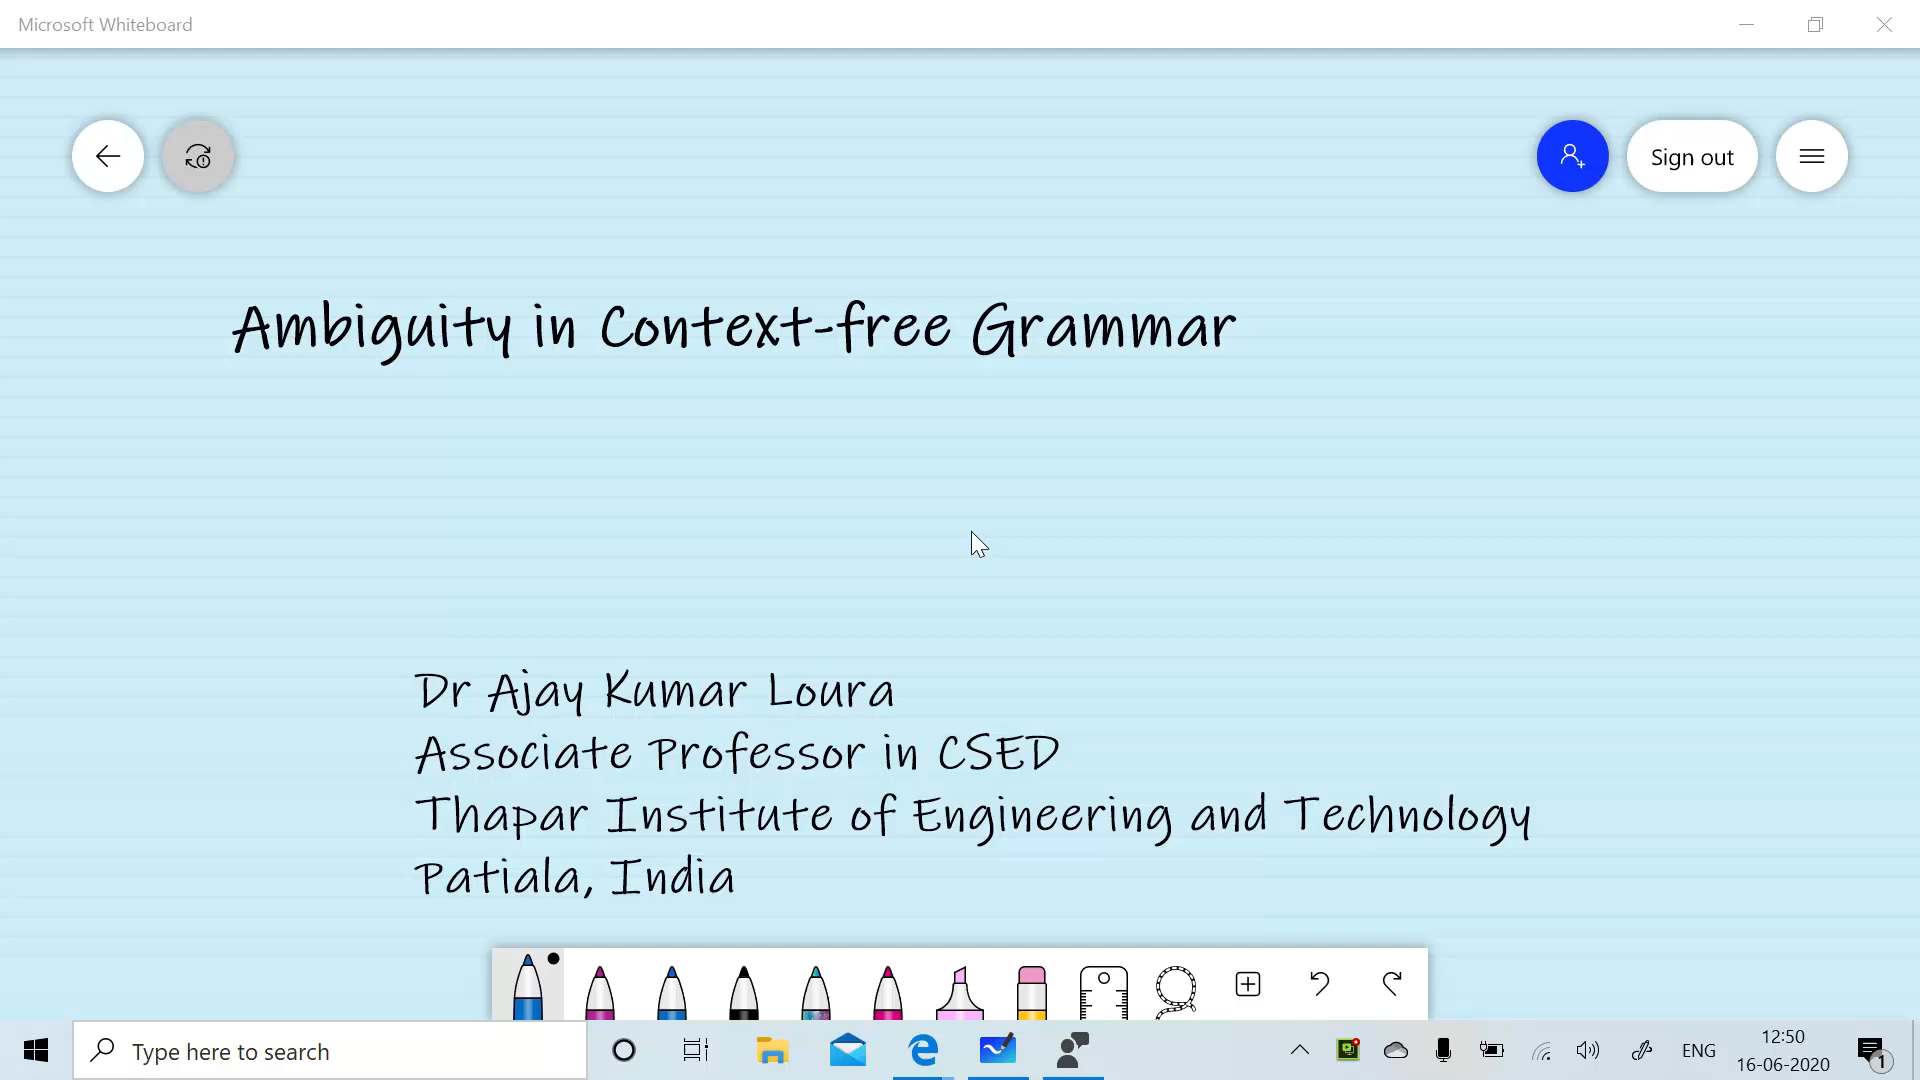 Microsoft Whiteboard
Sign out
Ambiguity in Context-free Grammar
Dr Ajay Kumar Loura
Associate Professor in CSED
Thapar Institute of Engineering and Technology
Patiala, India
Type here to search
ENG
12:50
16-06-2020
1